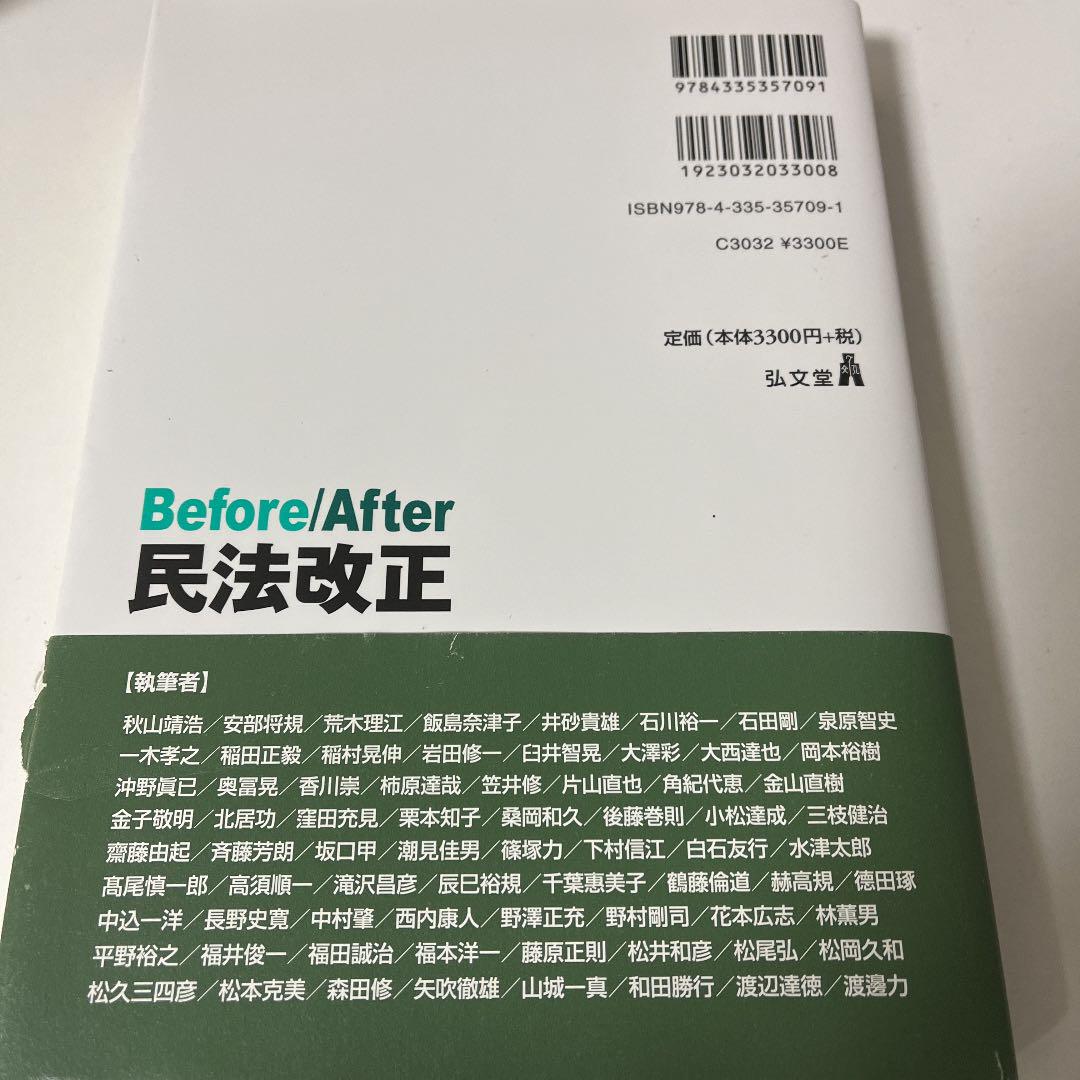 9784335357091
1923032033008
ISBN978-4-335-35709-1
C3032 ¥3300E
定価(本体3300円+税)
弘文堂
Before/After
民法改正
【執筆者】
秋山靖浩/安部将規/荒木理江/飯島奈津子/井砂貴雄/石川裕一/石田剛/泉原智史
一木孝之/稲田正毅/稲村晃伸/岩田修一/臼井智晃/大澤彩/大西達也/岡本裕樹
沖野眞已/奥冨晃/香川崇/柿原達哉/笠井修/片山直也/角紀代恵/金山直樹
金子敬明/北居功/窪田充見/栗本知子/桑岡和久/後藤巻則/小松達成/三枝健治
齋藤由起/斉藤芳朗/坂口甲/潮見佳男/篠塚力/下村信江/白石友行/水津太郎
髙尾慎一郎/高須順一/滝沢昌彦/辰巳裕規/千葉恵美子/鶴藤倫道/赫高規/德田琢
中込一洋/長野史寛/中村肇/西内康人/野澤正充/野村剛司/花本広志/林薫男
平野裕之/福井俊一/福田誠治/福本洋一/藤原正則/松井和彦/松尾弘/松岡久和
松久三四彦/松本克美/森田修/矢吹徹雄/山城一真/和田勝行/渡辺達徳/渡邊力